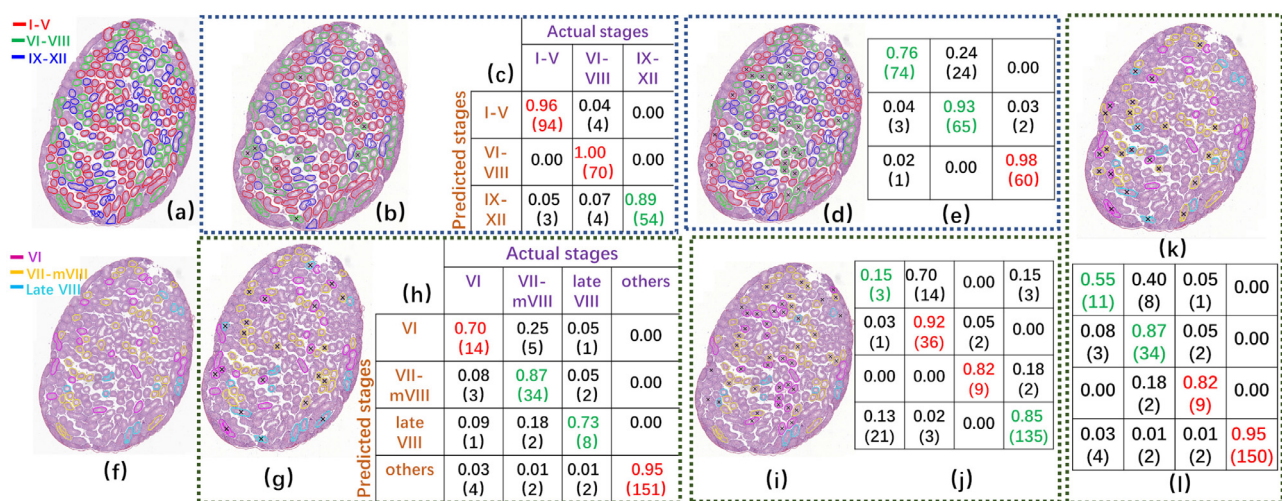 I-V
VI-VIII
IX-XII
(a)
(b)
(c)
Actual stages
I-V
VI-
VIII
IX-
XII
Predicted stages
I-V
0.96
(94)
0.04
(4)
0.00
VI-
VIII
0.00
1.00
(70)
0.00
IX-
XII
0.05
(3)
0.07
(4)
0.89
(54)
(d)
0.76
(74)
0.24
(24)
0.00
0.04
(3)
0.93
(65)
0.03
(2)
0.02
(1)
0.00
0.98
(60)
(e)
(k)
VI
VII-mVIII
Late VIII
(f)
(g)
(h)
Actual stages
VI
VII-
mVIII
late
VIII
others
Predicted stages
VI
0.70
(14)
0.25
(5)
0.05
(1)
0.00
VII-
mVIII
0.08
(3)
0.87
(34)
0.05
(2)
0.00
late
VIII
0.09
(1)
0.18
(2)
0.73
(8)
0.00
others
0.03
(4)
0.01
(2)
0.01
(2)
0.95
(151)
(i)
0.15
(3)
0.70
(14)
0.00
0.15
(3)
0.03
(1)
0.92
(36)
0.05
(2)
0.00
0.00
0.00
0.82
(9)
0.18
(2)
0.13
(21)
0.02
(3)
0.00
0.85
(135)
(j)
0.55
(11)
0.40
(8)
0.05
(1)
0.00
0.08
(3)
0.87
(34)
0.05
(2)
0.00
0.00
0.18
(2)
0.82
(9)
0.00
0.03
(4)
0.01
(2)
0.01
(2)
0.95
(150)
(l)